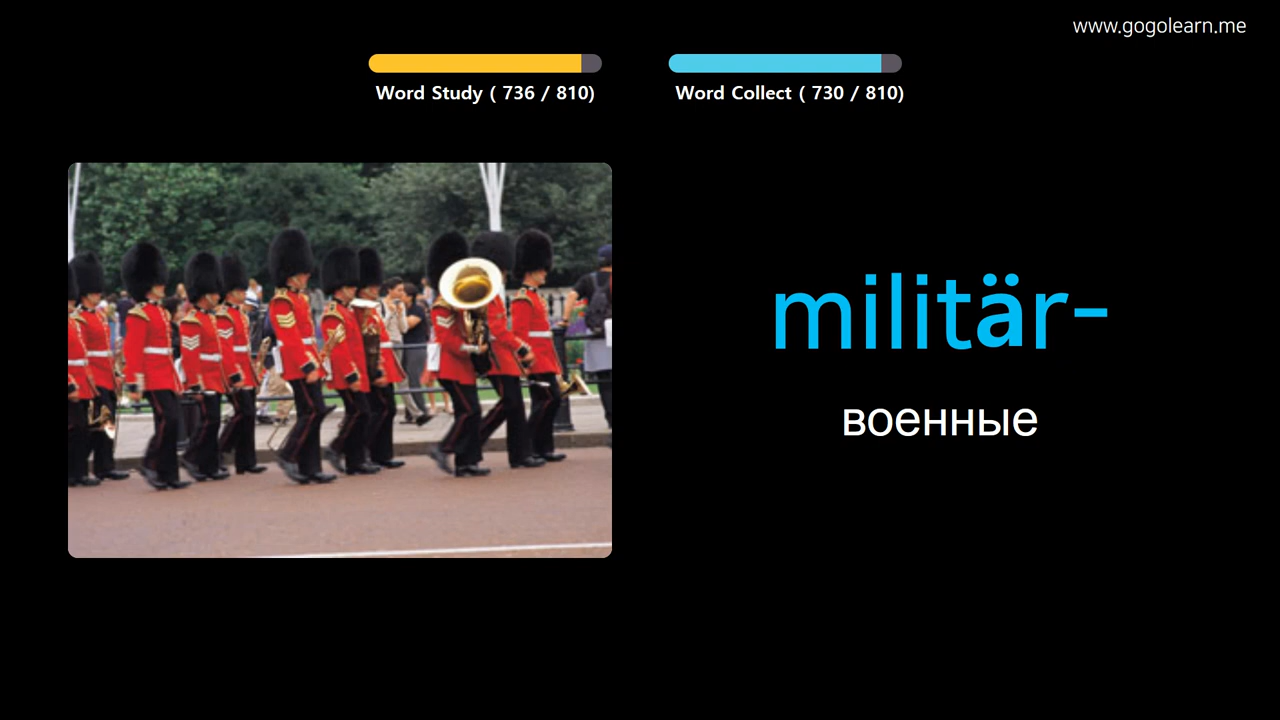 www.gogolearn.me
Word Study ( 736 / 810)
Word Collect ( 730 / 810)
militär-
военные